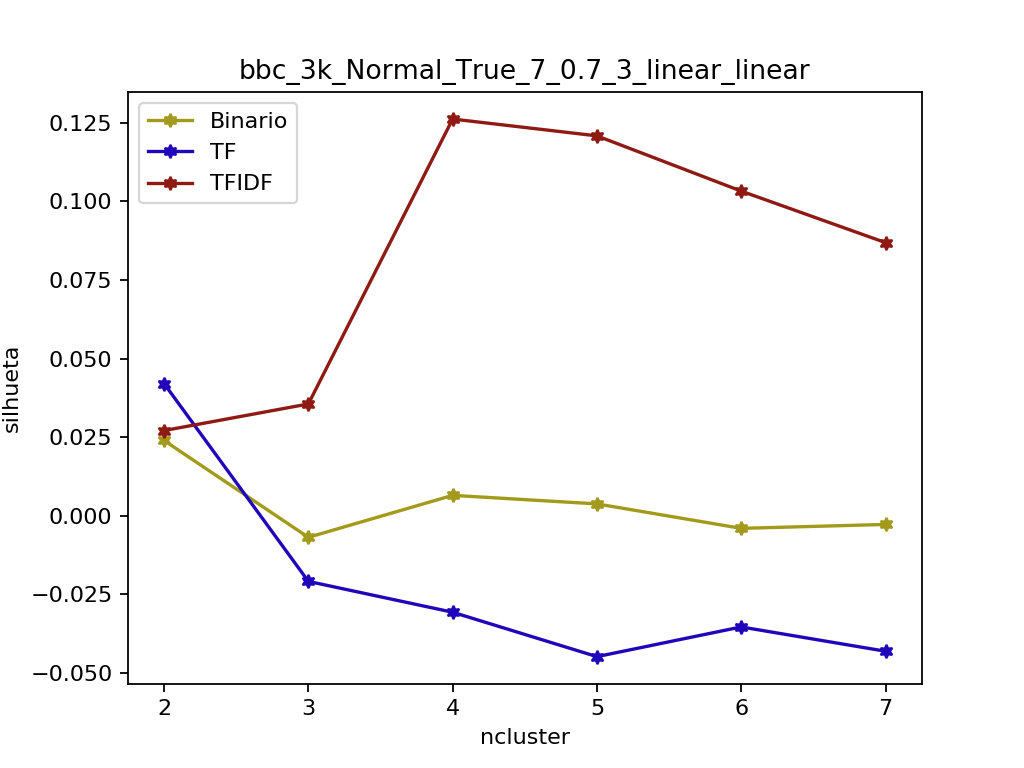 bbc_3k_Normal_True_7_0.7_3_linear_linear
Binario
TF
TFIDF
0.125
0.100
0.075
0.050
0.025
0.000
−0.025
−0.050
silhueta
2 3 4 5 6 7
ncluster